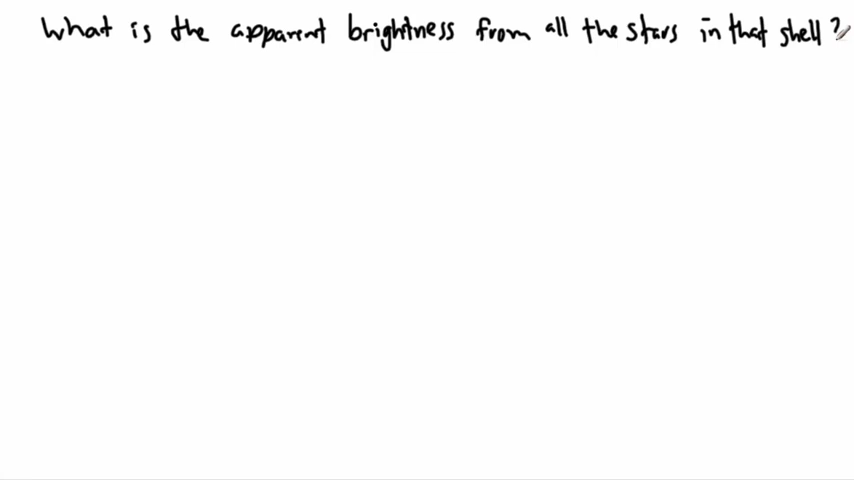 What is the apparent brightness from all the stars in that shell?